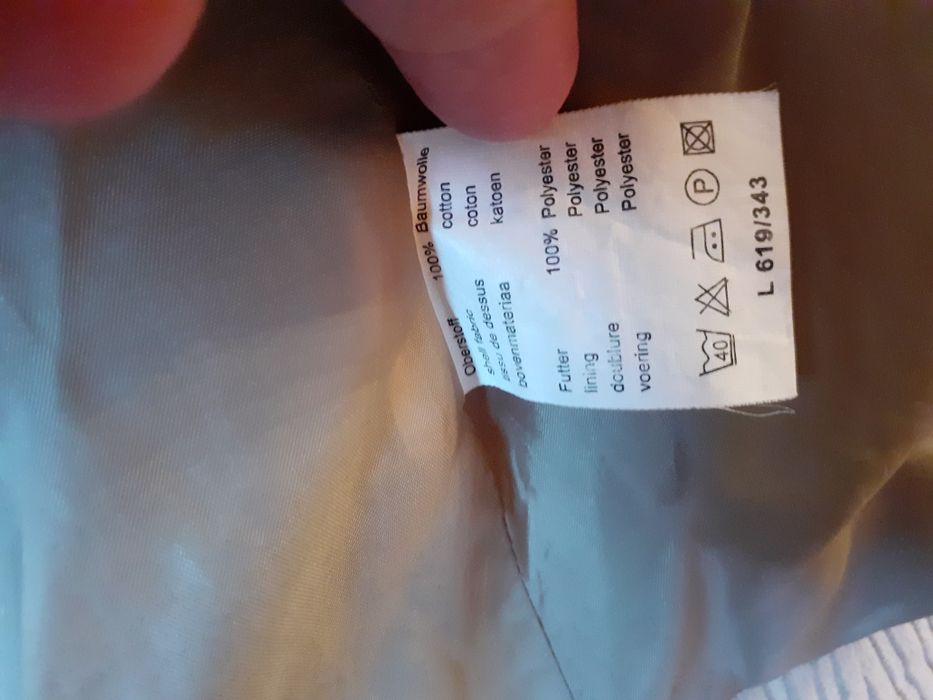 Oberstoff 100% Baumwolle
shell fabric cotton
tissu de dessus coton
bovenmateriaa katoen
Futter 100% Polyester
lining Polyester
doublure Polyester
voering Polyester
40 P
L 619/343